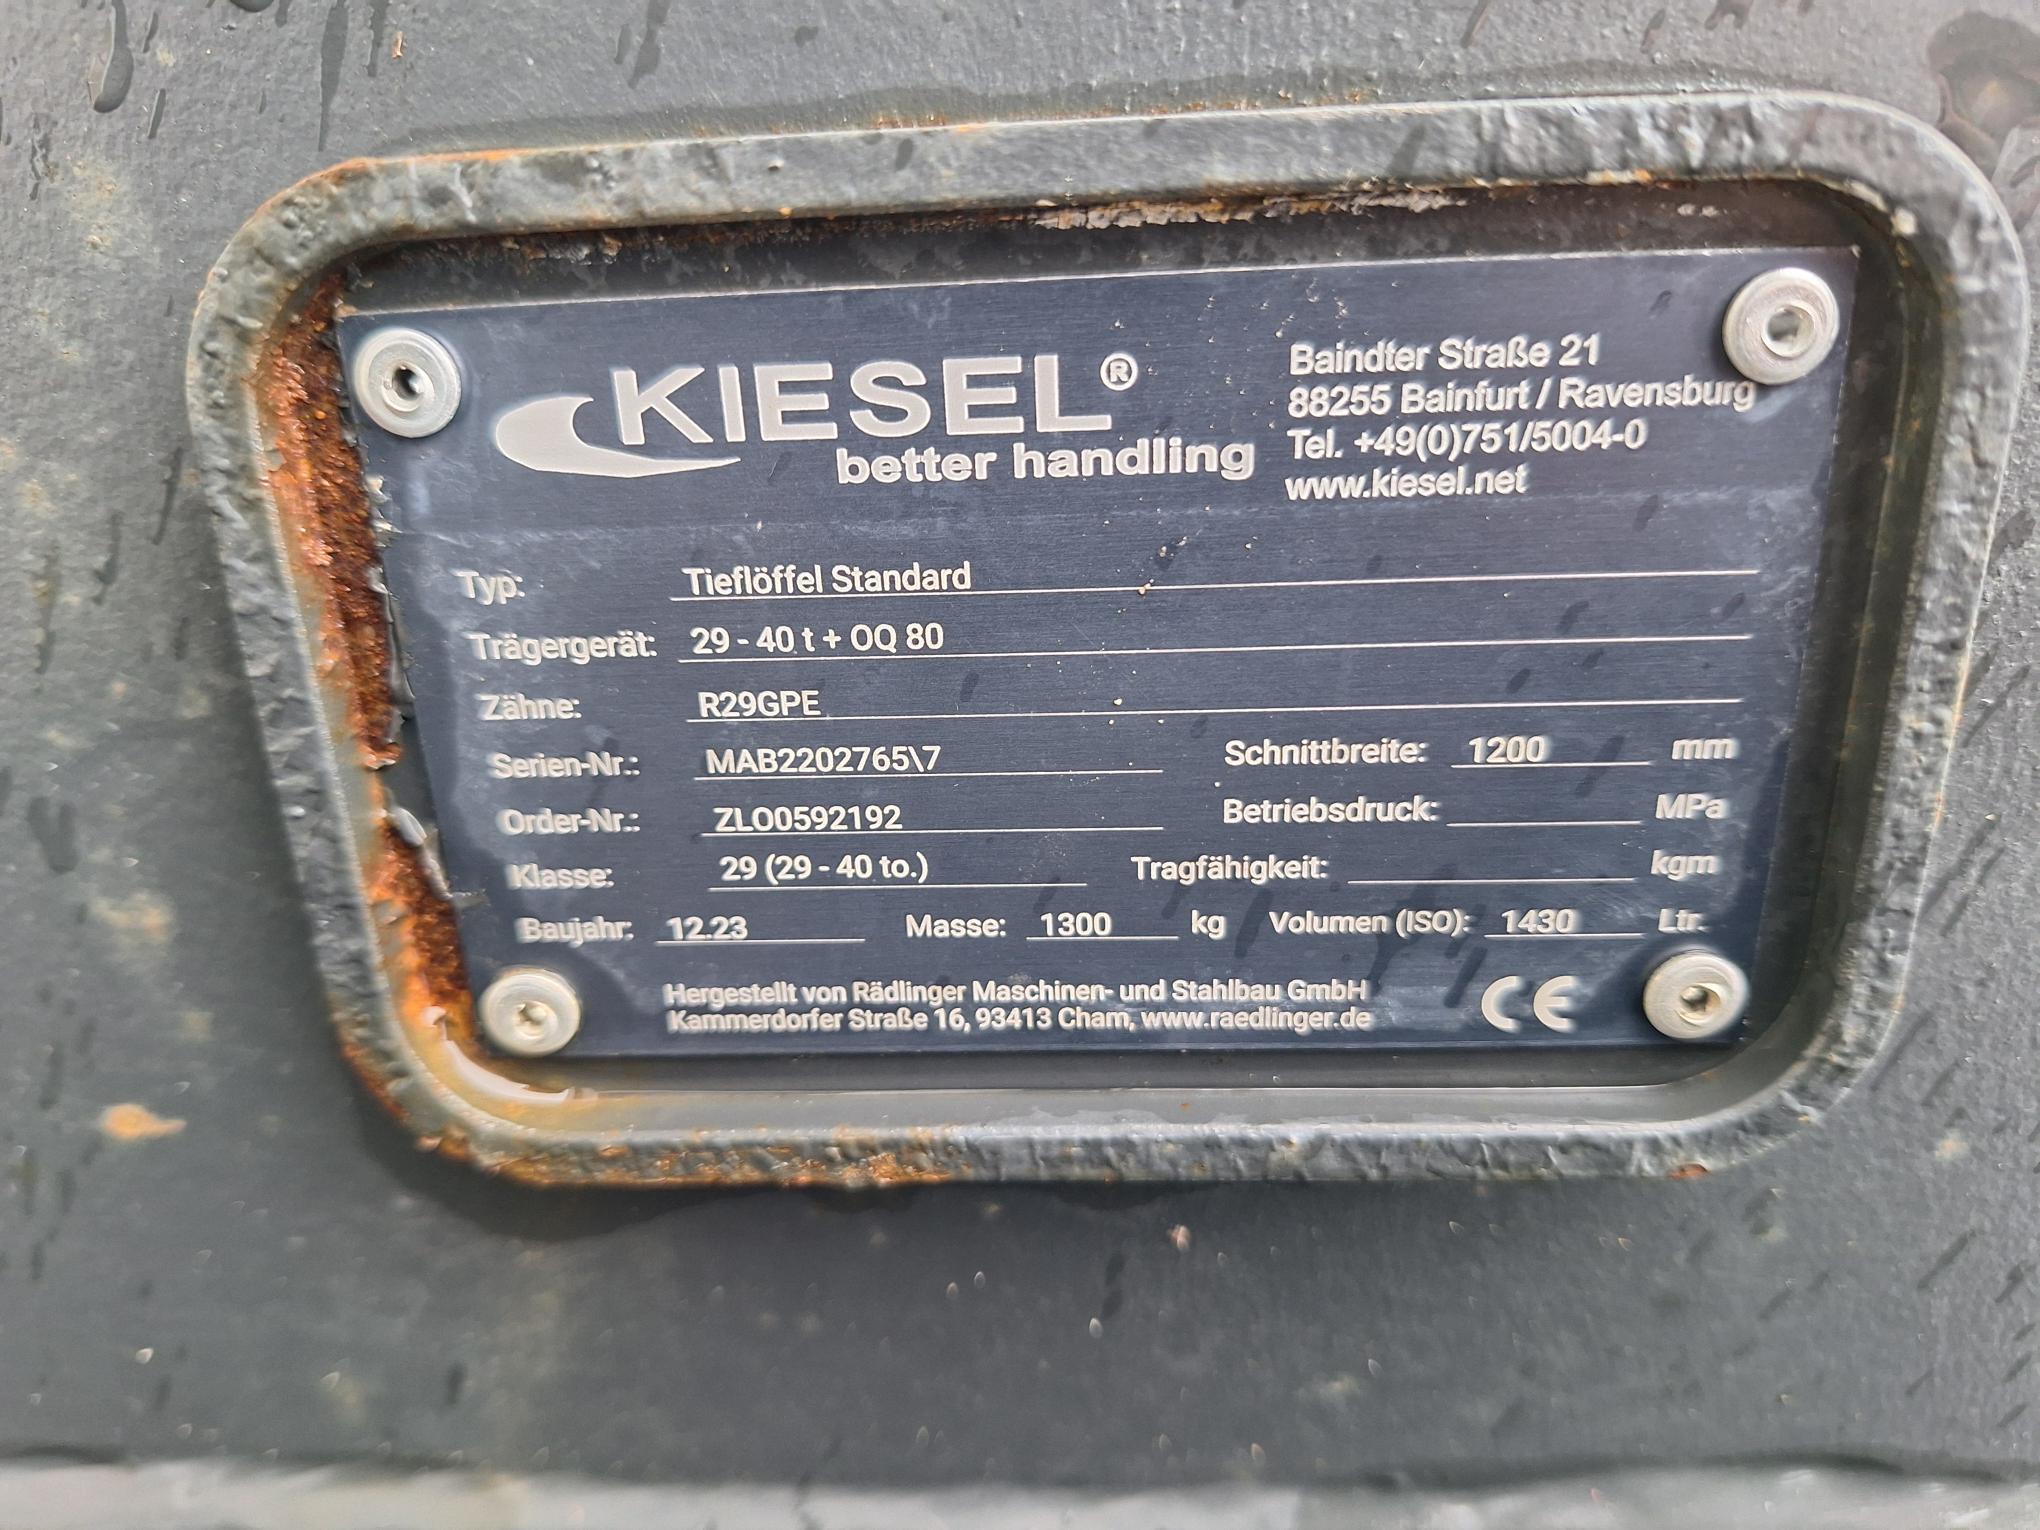 KIESEL®
better handling
Baindter Straße 21
88255 Bainfurt / Ravensburg
Tel. +49(0)751/5004-0
www.kiesel.net
Typ: Tieflöffel Standard
Trägergerät: 29 - 40 t + OQ 80
Zähne: R29GPE
Serien-Nr.: MAB2202765\7 Schnittbreite: 1200 mm
Order-Nr.: ZLO0592192 Betriebsdruck: MPa
Klasse: 29 (29 - 40 to.) Tragfähigkeit: kgm
Baujahr: 12.23 Masse: 1300 kg Volumen (ISO): 1430 Ltr.
Hergestellt von Rädlinger Maschinen- und Stahlbau GmbH
Kammerdorfer Straße 16, 93413 Cham, www.raedlinger.de
CE